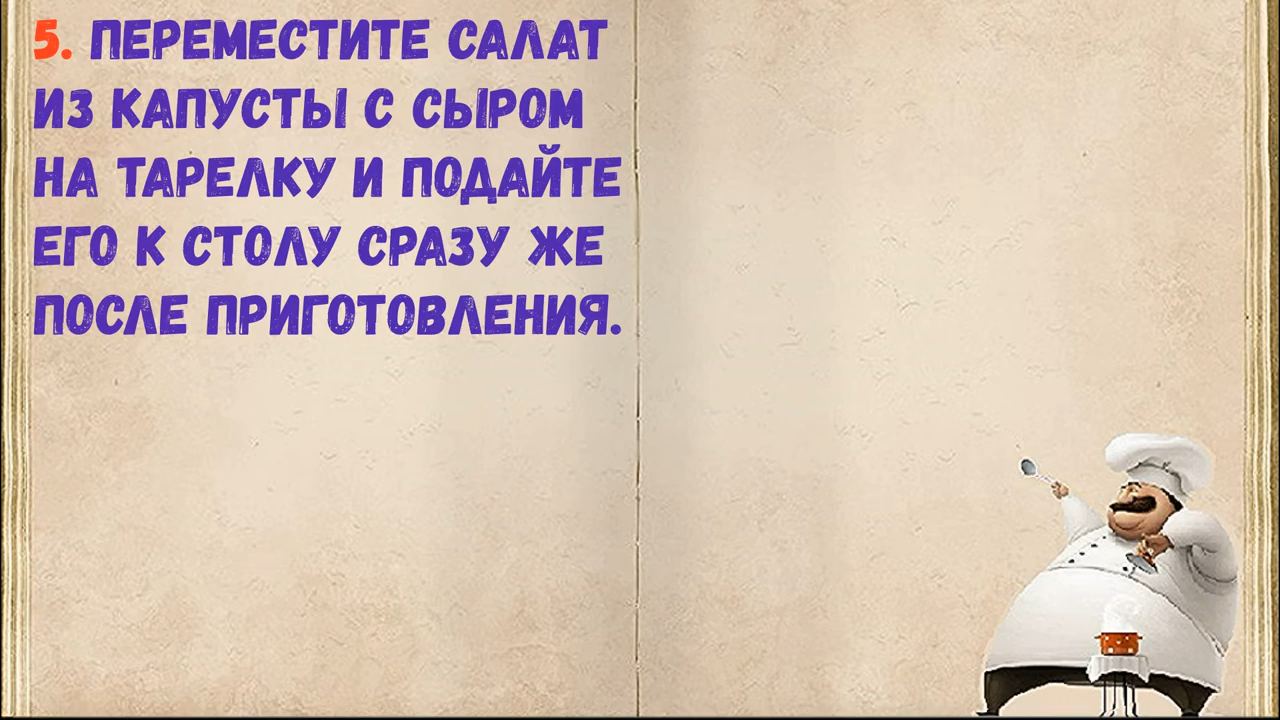 5. ПЕРЕМЕСТИТЕ САЛАТ
ИЗ КАПУСТЫ С СЫРОМ
НА ТАРЕЛКУ И ПОДАЙТЕ
ЕГО К СТОЛУ СРАЗУ ЖЕ
ПОСЛЕ ПРИГОТОВЛЕНИЯ.